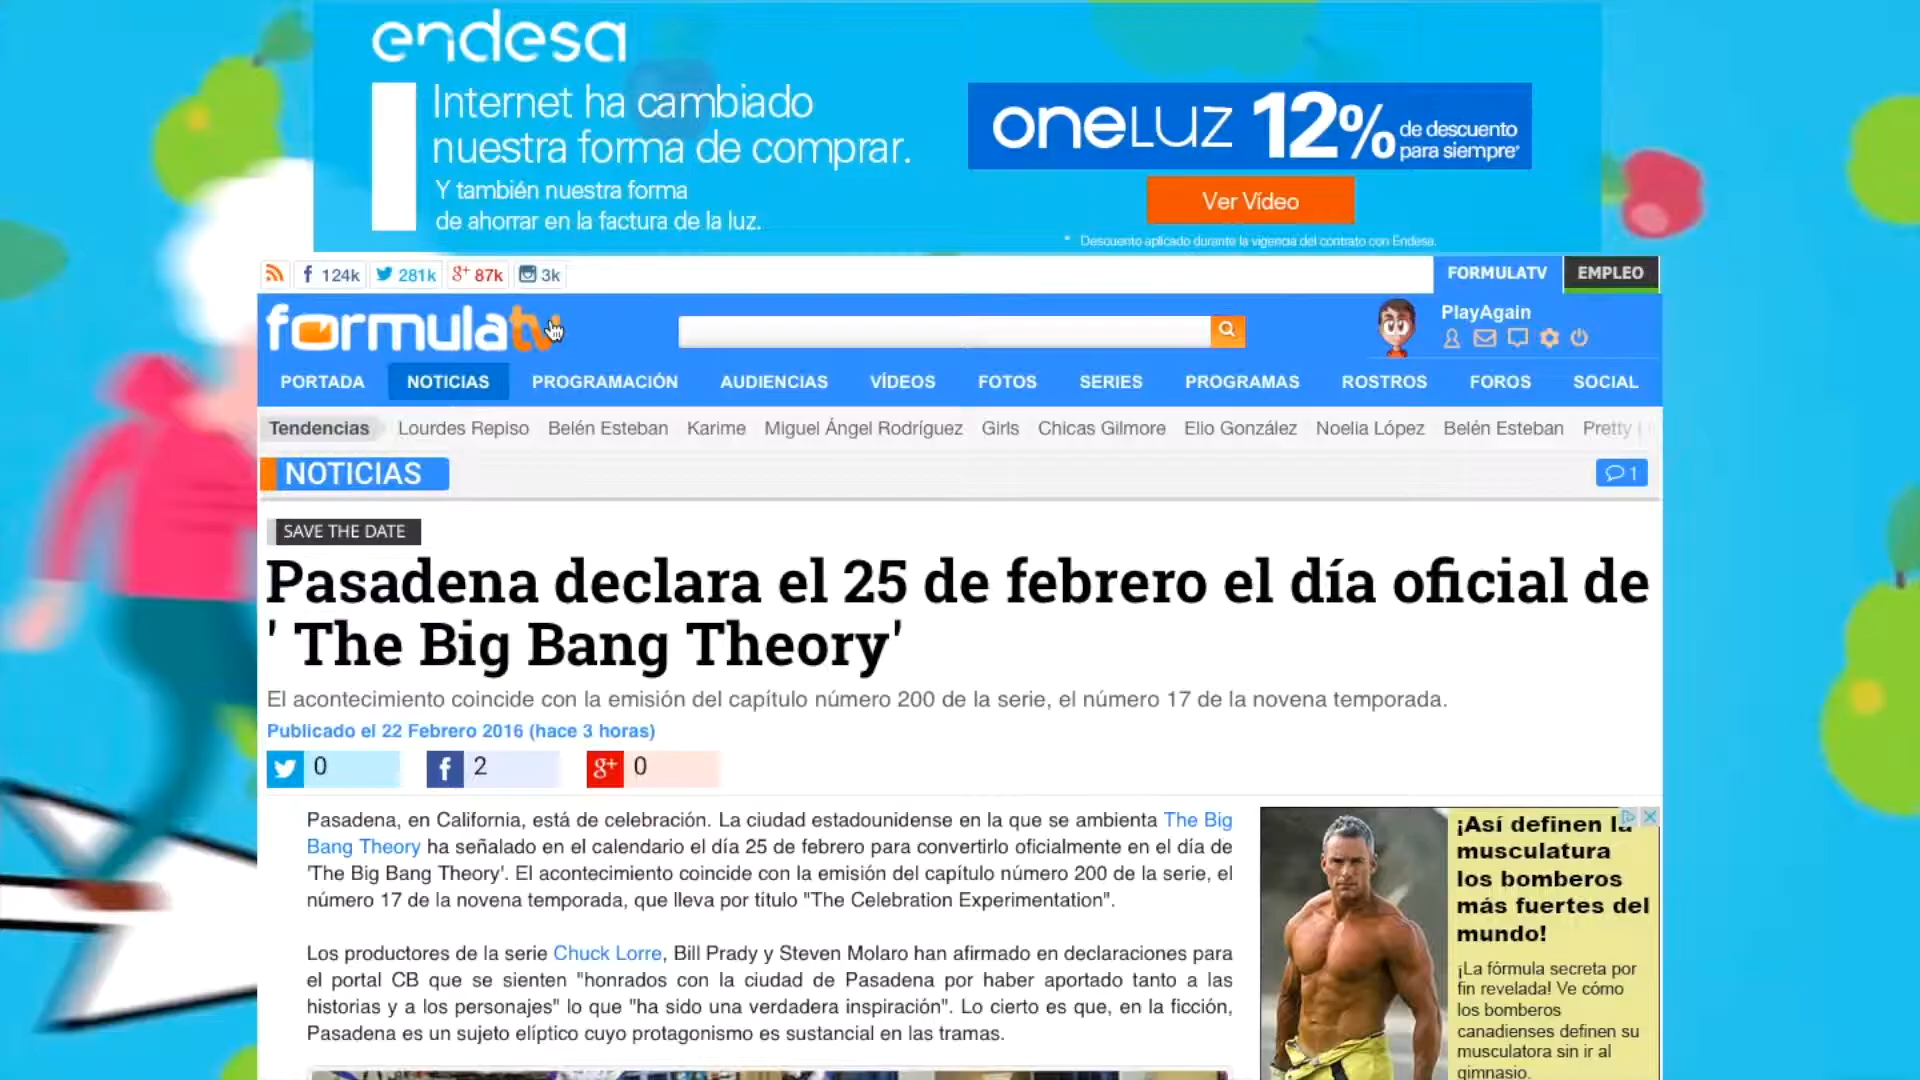 endesa
Internet ha cambiado
nuestra forma de comprar.
Y también nuestra forma
de ahorrar en la factura de la luz.
oneLUZ 12% de descuento
para siempre*
Ver Vídeo
* Descuento aplicado durante la vigencia del contrato con Endesa.
124k 281k 87k 3k
FORMULATV EMPLEO
formulatv
PlayAgain
PORTADA NOTICIAS PROGRAMACIÓN AUDIENCIAS VÍDEOS FOTOS SERIES PROGRAMAS ROSTROS FOROS SOCIAL
Tendencias Lourdes Repiso Belén Esteban Karime Miguel Ángel Rodríguez Girls Chicas Gilmore Elio González Noelia López Belén Esteban Pretty
NOTICIAS
1
SAVE THE DATE
Pasadena declara el 25 de febrero el día oficial de
' The Big Bang Theory'
El acontecimiento coincide con la emisión del capítulo número 200 de la serie, el número 17 de la novena temporada.
Publicado el 22 Febrero 2016 (hace 3 horas)
0 2 0
Pasadena, en California, está de celebración. La ciudad estadounidense en la que se ambienta The Big
Bang Theory ha señalado en el calendario el día 25 de febrero para convertirlo oficialmente en el día de
'The Big Bang Theory'. El acontecimiento coincide con la emisión del capítulo número 200 de la serie, el
número 17 de la novena temporada, que lleva por título "The Celebration Experimentation".
Los productores de la serie Chuck Lorre, Bill Prady y Steven Molaro han afirmado en declaraciones para
el portal CB que se sienten "honrados con la ciudad de Pasadena por haber aportado tanto a las
historias y a los personajes" lo que "ha sido una verdadera inspiración". Lo cierto es que, en la ficción,
Pasadena es un sujeto elíptico cuyo protagonismo es sustancial en las tramas.
¡Así definen la
musculatura
los bomberos
más fuertes del
mundo!
¡La fórmula secreta por
fin revelada! Ve cómo
los bomberos
canadienses definen su
musculatora sin ir al
gimnasio.